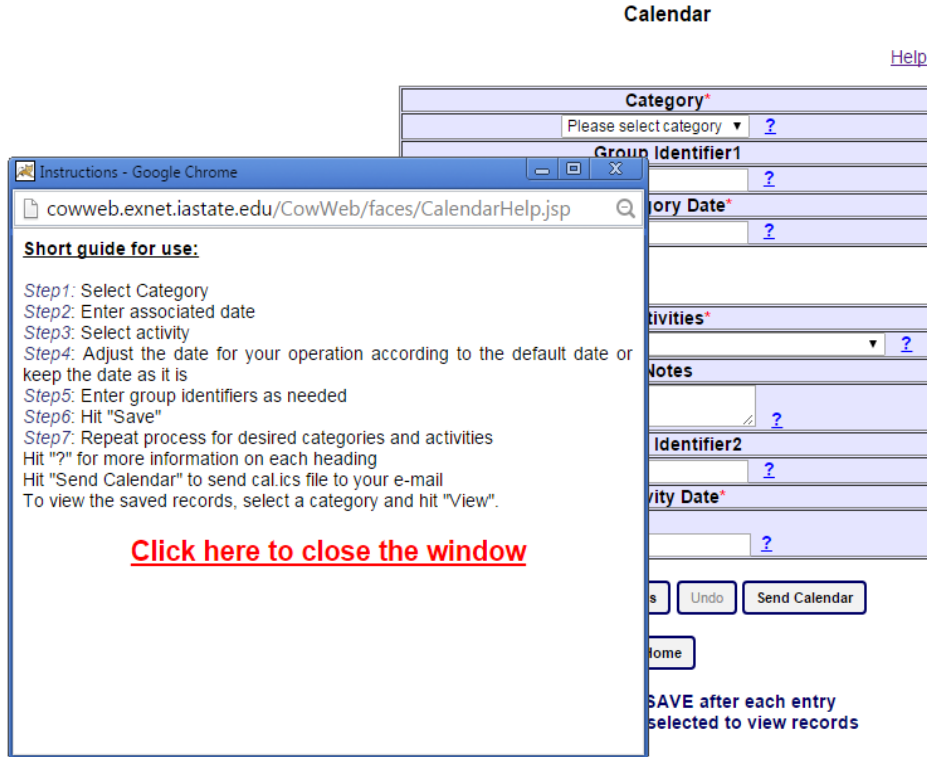 Calendar
Help
Category*
Please select category ?
Group Identifier1
?
gory Date*
?
tivities*
?
Notes
?
Identifier2
?
vity Date*
?
s Undo Send Calendar
Home
SAVE after each entry
selected to view records
Instructions - Google Chrome
cowweb.exnet.iastate.edu/CowWeb/faces/CalendarHelp.jsp
Short guide for use:
Step1: Select Category
Step2: Enter associated date
Step3: Select activity
Step4: Adjust the date for your operation according to the default date or
keep the date as it is
Step5: Enter group identifiers as needed
Step6: Hit "Save"
Step7: Repeat process for desired categories and activities
Hit "?" for more information on each heading
Hit "Send Calendar" to send cal.ics file to your e-mail
To view the saved records, select a category and hit "View".
Click here to close the window